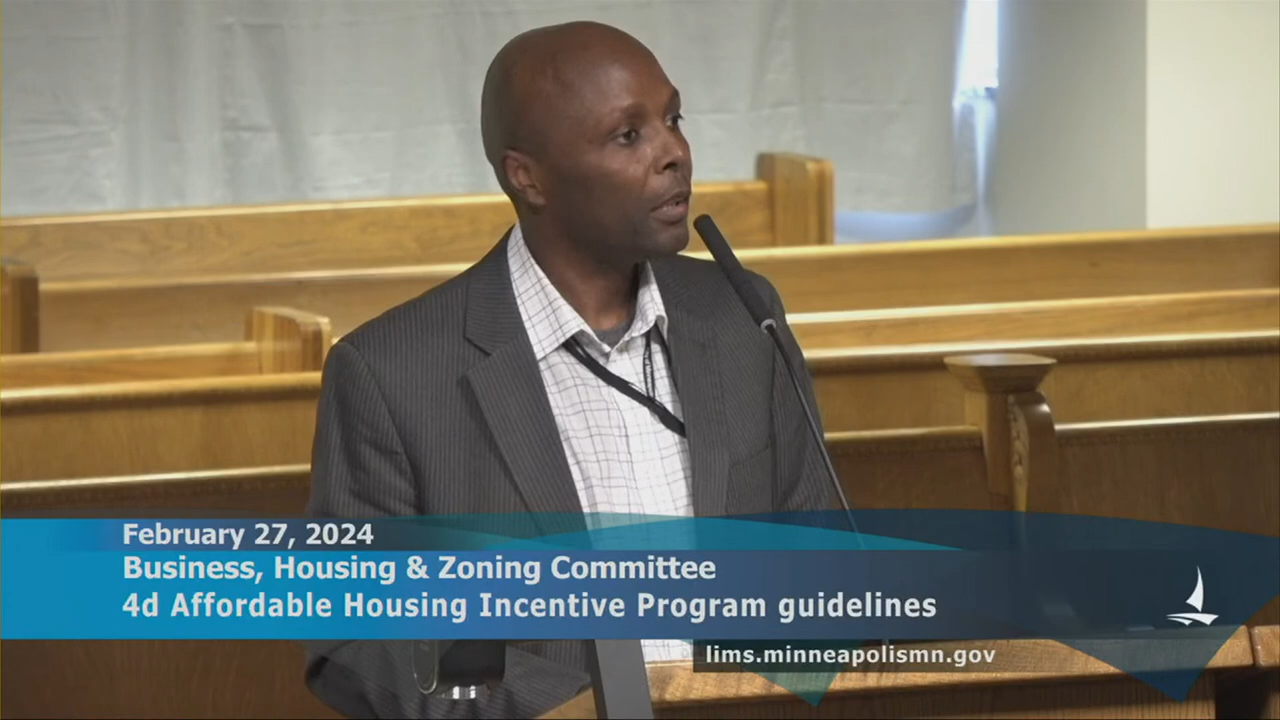 February 27, 2024
Business, Housing & Zoning Committee
4d Affordable Housing Incentive Program guidelines
lims.minneapolismn.gov